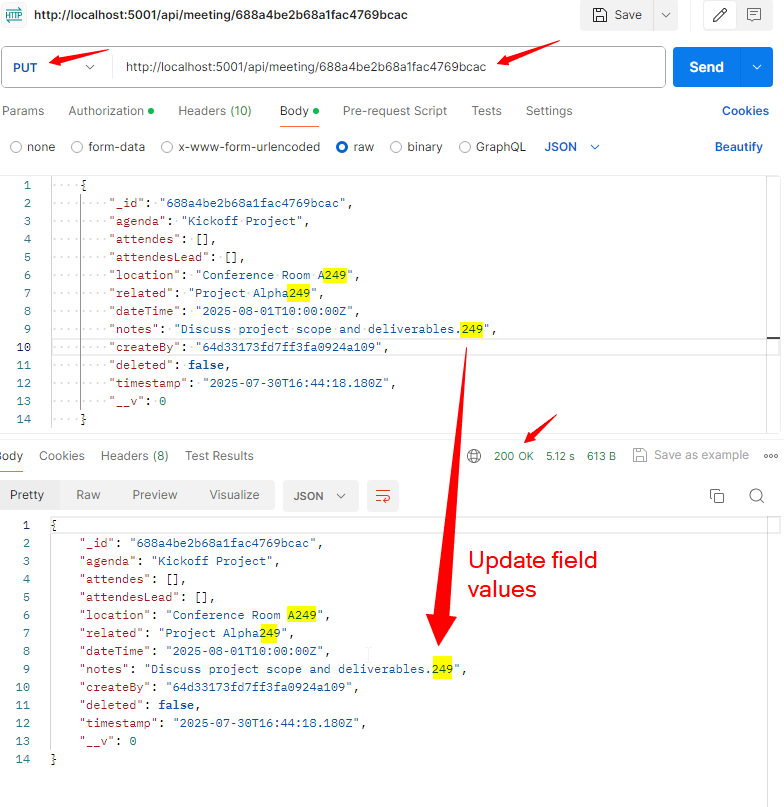 HTTP http://localhost:5001/api/meeting/688a4be2b68a1fac4769bcac Save
PUT http://localhost:5001/api/meeting/688a4be2b68a1fac4769bcac Send
Params Authorization Headers (10) Body Pre-request Script Tests Settings Cookies
none form-data x-www-form-urlencoded raw binary GraphQL JSON Beautify
1 {
2 "_id": "688a4be2b68a1fac4769bcac",
3 "agenda": "Kickoff Project",
4 "attendes": [],
5 "attendesLead": [],
6 "location": "Conference Room A249",
7 "related": "Project Alpha249",
8 "dateTime": "2025-08-01T10:00:00Z",
9 "notes": "Discuss project scope and deliverables.249",
10 "createBy": "64d33173fd7ff3fa0924a109",
11 "deleted": false,
12 "timestamp": "2025-07-30T16:44:18.180Z",
13 "__v": 0
14 }
ody Cookies Headers (8) Test Results 200 OK 5.12 s 613 B Save as example
Pretty Raw Preview Visualize JSON
1 {
2 "_id": "688a4be2b68a1fac4769bcac",
3 "agenda": "Kickoff Project",
4 "attendes": [],
5 "attendesLead": [],
6 "location": "Conference Room A249",
7 "related": "Project Alpha249",
8 "dateTime": "2025-08-01T10:00:00Z",
9 "notes": "Discuss project scope and deliverables.249",
10 "createBy": "64d33173fd7ff3fa0924a109",
11 "deleted": false,
12 "timestamp": "2025-07-30T16:44:18.180Z",
13 "__v": 0
14 }
Update field
values